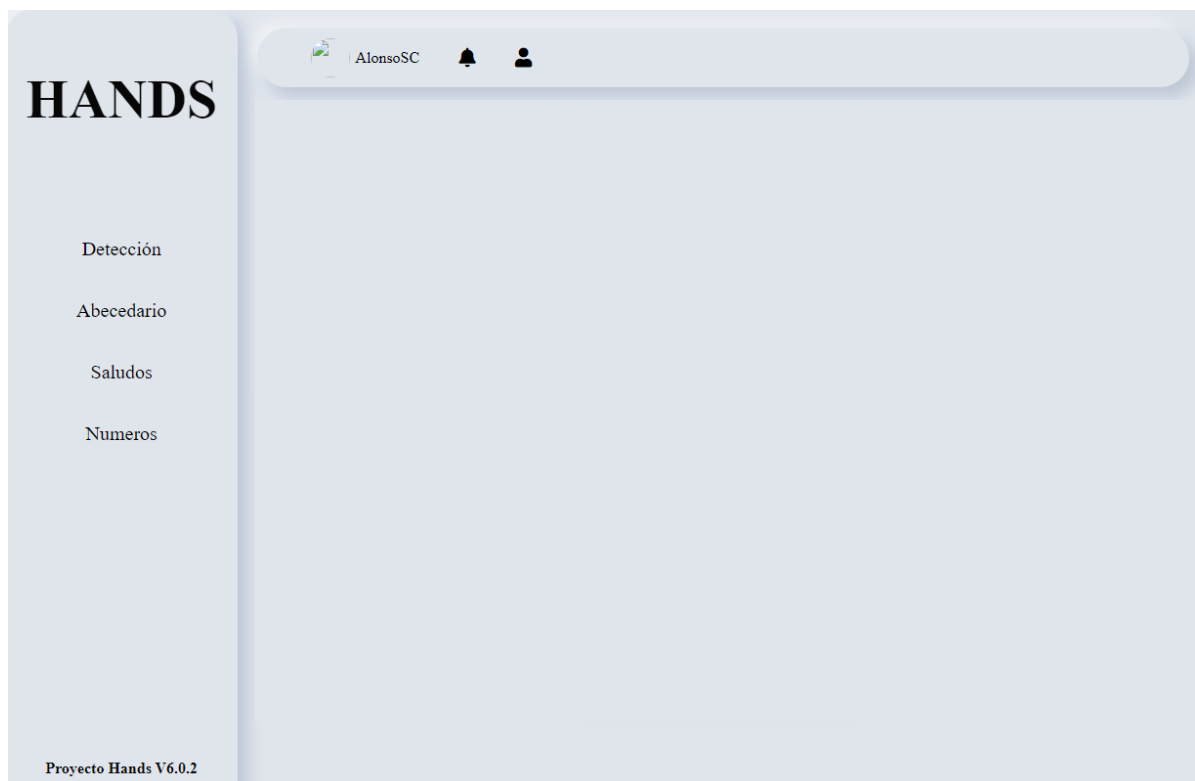 HANDS
AlonsoSC
Detección
Abecedario
Saludos
Numeros
Proyecto Hands V6.0.2